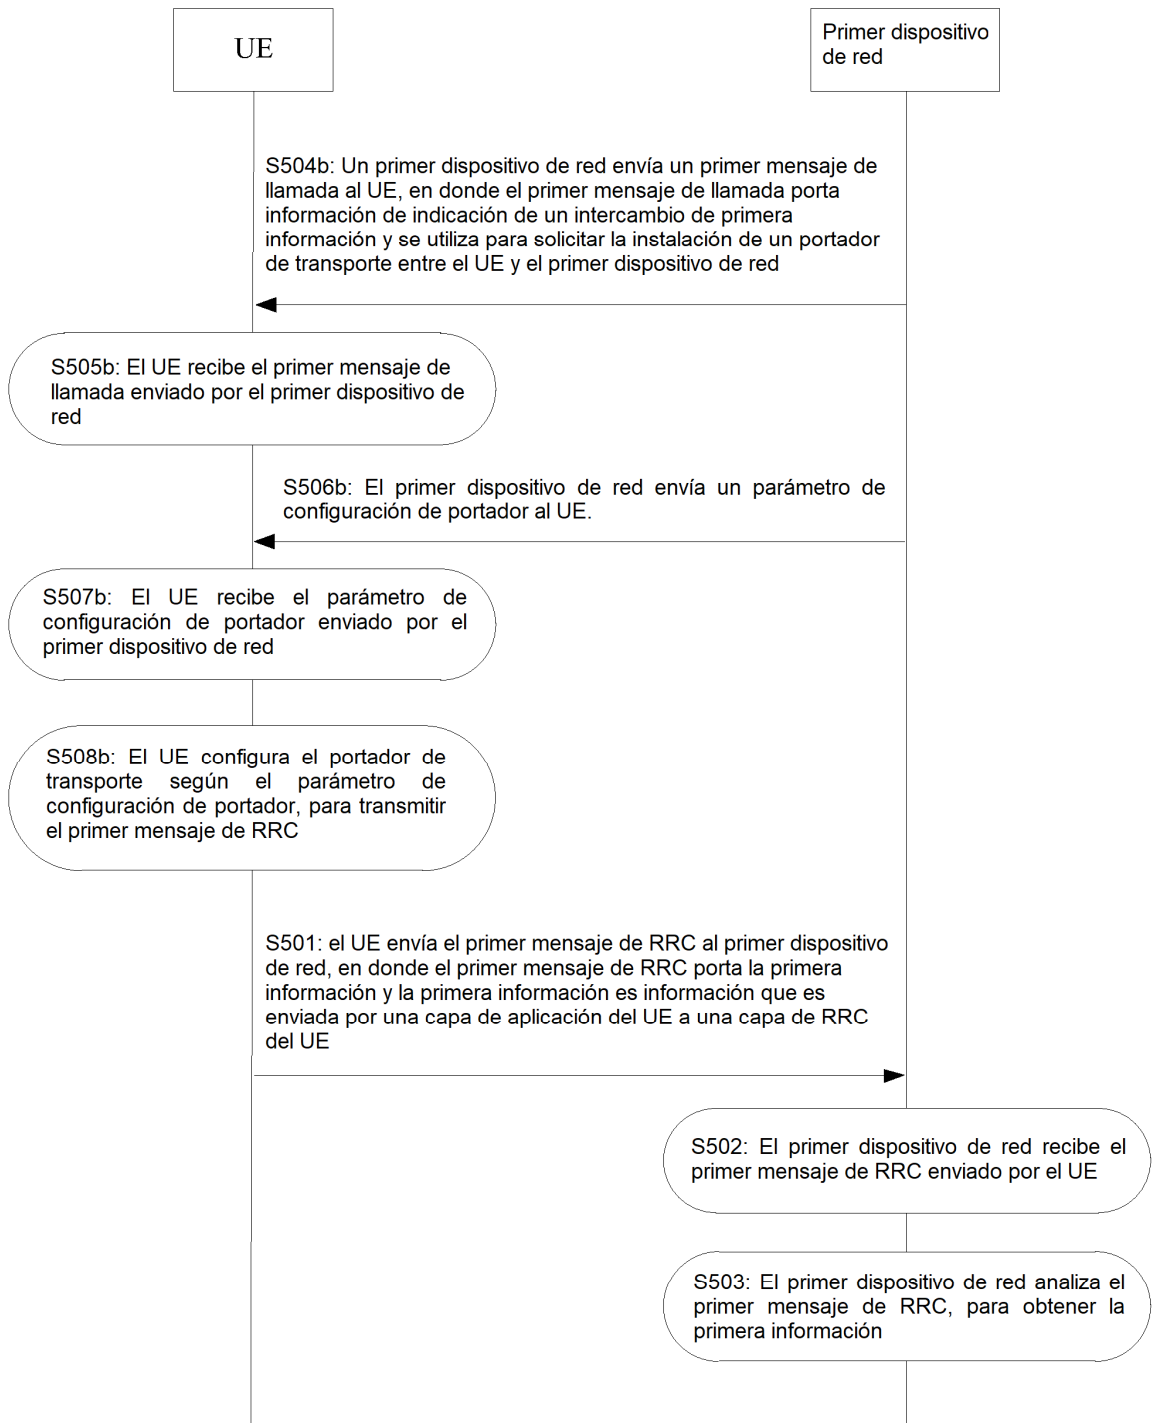 UE
Primer dispositivo
de red
S504b: Un primer dispositivo de red envía un primer mensaje de
llamada al UE, en donde el primer mensaje de llamada porta
información de indicación de un intercambio de primera
información y se utiliza para solicitar la instalación de un portador
de transporte entre el UE y el primer dispositivo de red
S505b: El UE recibe el primer mensaje de
llamada enviado por el primer dispositivo de
red
S506b: El primer dispositivo de red envía un parámetro de
configuración de portador al UE.
S507b: El UE recibe el parámetro de
configuración de portador enviado por el
primer dispositivo de red
S508b: El UE configura el portador de
transporte según el parámetro de
configuración de portador, para transmitir
el primer mensaje de RRC
S501: el UE envía el primer mensaje de RRC al primer dispositivo
de red, en donde el primer mensaje de RRC porta la primera
información y la primera información es información que es
enviada por una capa de aplicación del UE a una capa de RRC
del UE
S502: El primer dispositivo de red recibe el
primer mensaje de RRC enviado por el UE
S503: El primer dispositivo de red analiza el
primer mensaje de RRC, para obtener la
primera información